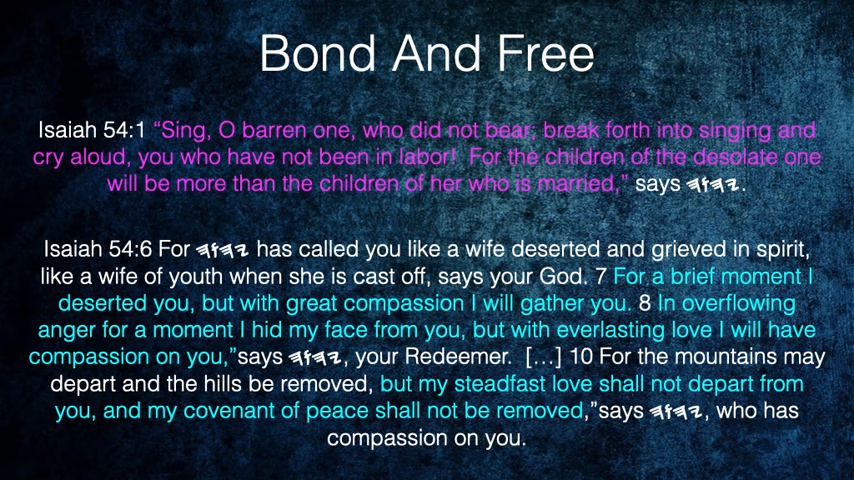 Bond And Free
Isaiah 54:1 “Sing, O barren one, who did not bear; break forth into singing and
cry aloud, you who have not been in labor!  For the children of the desolate one
will be more than the children of her who is married,” says 𐤉𐤄𐤅𐤄.
Isaiah 54:6 For 𐤉𐤄𐤅𐤄 has called you like a wife deserted and grieved in spirit,
like a wife of youth when she is cast off, says your God. 7 For a brief moment I
deserted you, but with great compassion I will gather you. 8 In overflowing
anger for a moment I hid my face from you, but with everlasting love I will have
compassion on you,”says 𐤉𐤄𐤅𐤄, your Redeemer.  […] 10 For the mountains may
depart and the hills be removed, but my steadfast love shall not depart from
you, and my covenant of peace shall not be removed,”says 𐤉𐤄𐤅𐤄, who has
compassion on you.